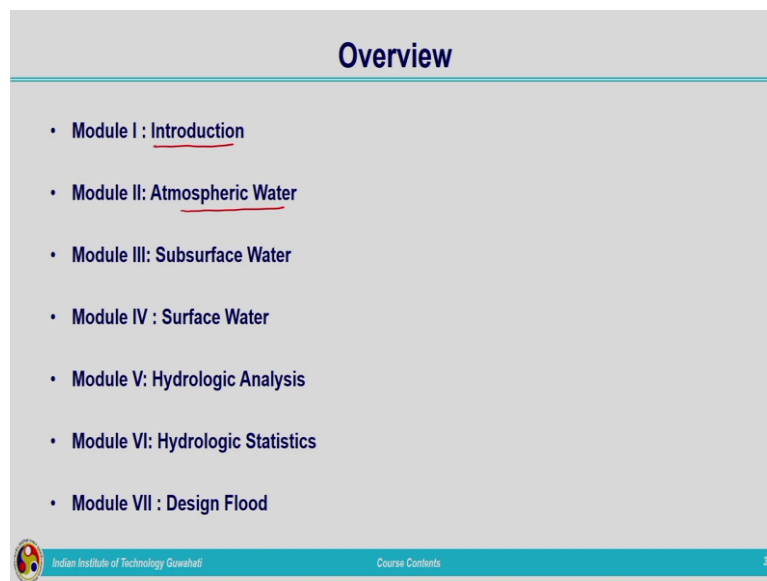 Overview
• Module I : Introduction
• Module II: Atmospheric Water
• Module III: Subsurface Water
• Module IV : Surface Water
• Module V: Hydrologic Analysis
• Module VI: Hydrologic Statistics
• Module VII : Design Flood
Indian Institute of Technology Guwahati Course Contents